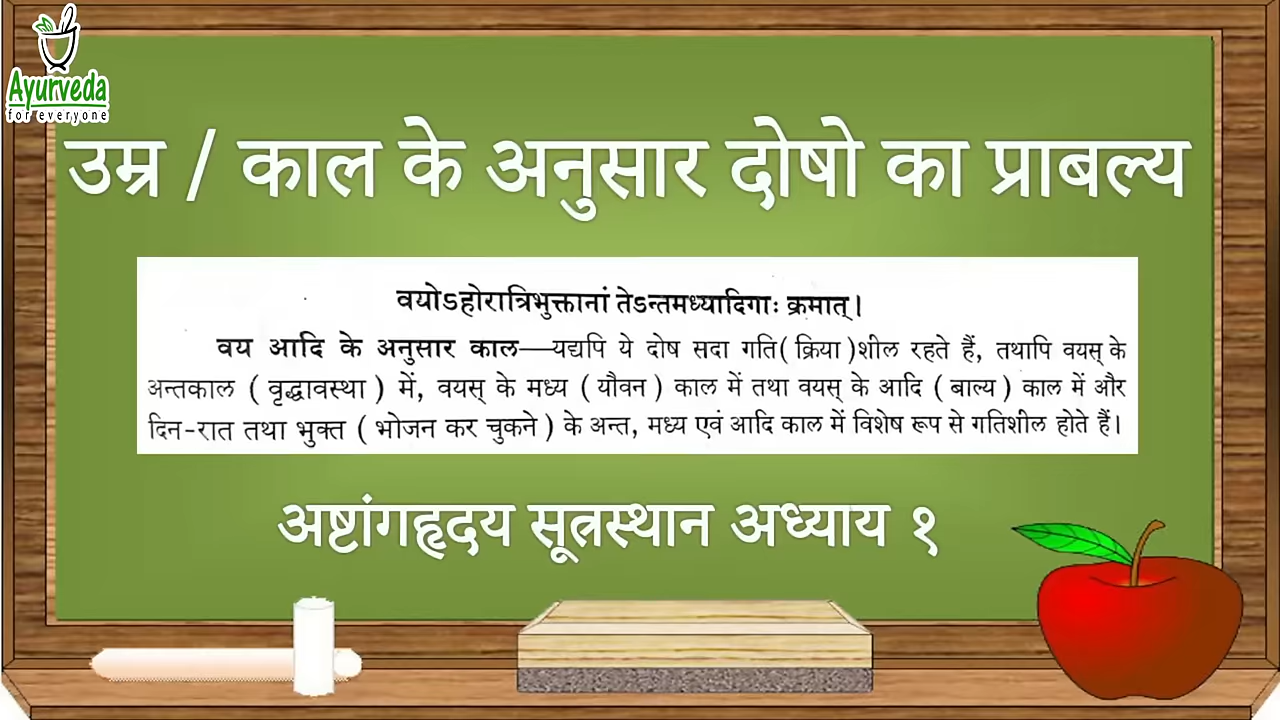 Ayurveda
for everyone
उम्र / काल के अनुसार दोषो का प्राबल्य
वयोऽहोरात्रिभुक्तानां तेऽन्तमध्यादिगाः क्रमात्।
वय आदि के अनुसार काल—यद्यपि ये दोष सदा गति(क्रिया)शील रहते हैं, तथापि वयस् के
अन्तकाल ( वृद्धावस्था ) में, वयस् के मध्य ( यौवन ) काल में तथा वयस् के आदि ( बाल्य ) काल में और
दिन-रात तथा भुक्त ( भोजन कर चुकने ) के अन्त, मध्य एवं आदि काल में विशेष रूप से गतिशील होते हैं।
अष्टांगहृदय सूत्रस्थान अध्याय १